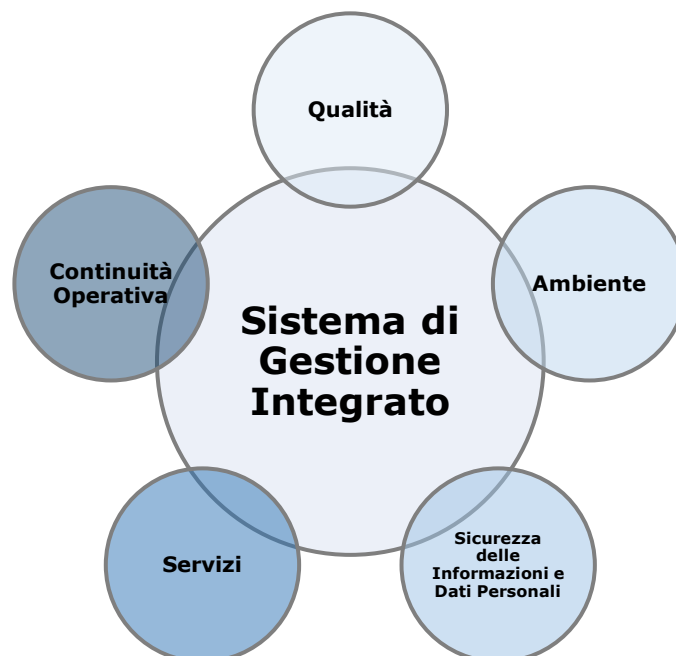 Qualità
Continuità
Operativa
Ambiente
Sistema di
Gestione
Integrato
Servizi
Sicurezza
delle
Informazioni e
Dati Personali